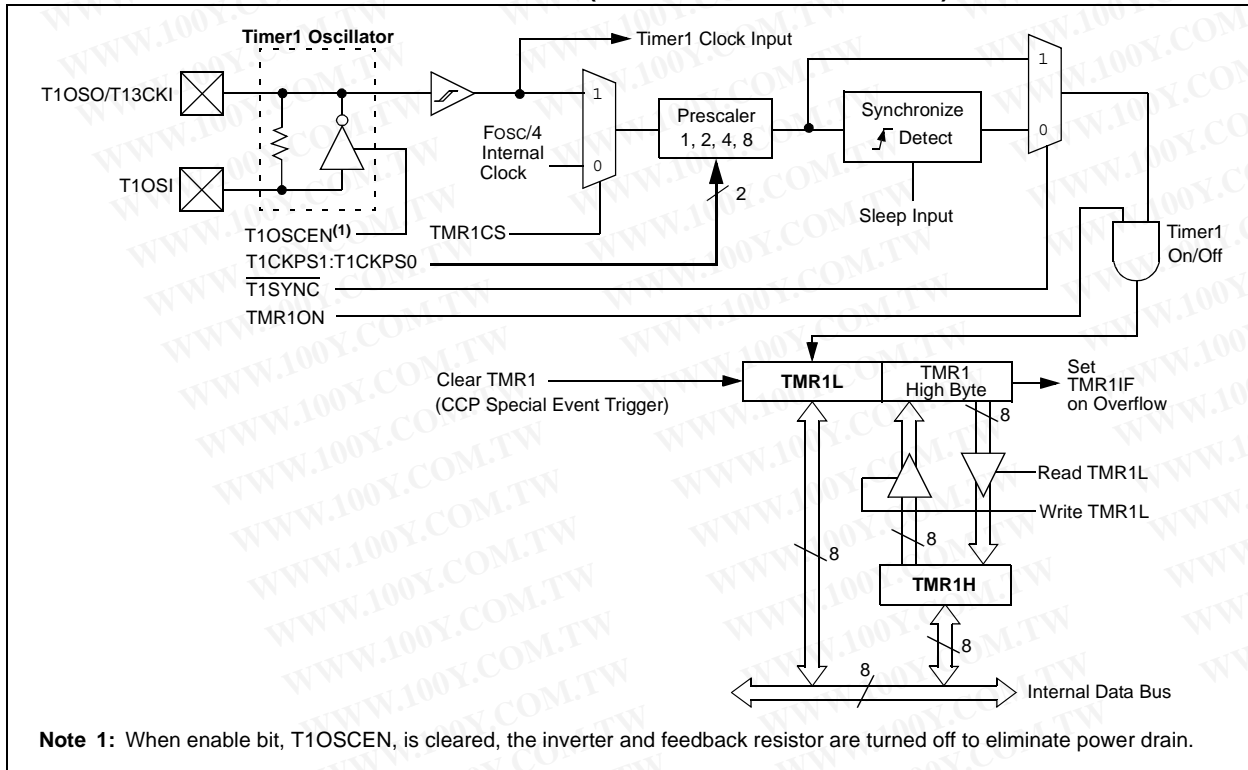 Timer1 Oscillator
Timer1 Clock Input
T1OSO/T13CKI
T1OSI
1
FOSC/4
Internal
Clock
0
Prescaler
1, 2, 4, 8
2
Synchronize
Detect
Sleep Input
1
0
T1OSCEN(1)
TMR1CS
T1CKPS1:T1CKPS0
T1SYNC
TMR1ON
Timer1
On/Off
Clear TMR1
(CCP Special Event Trigger)
TMR1L
TMR1
High Byte
Set
TMR1IF
on Overflow
8
Read TMR1L
Write TMR1L
8
8
TMR1H
8
8
Internal Data Bus
Note 1: When enable bit, T1OSCEN, is cleared, the inverter and feedback resistor are turned off to eliminate power drain.
WWW.100Y.COM.TW